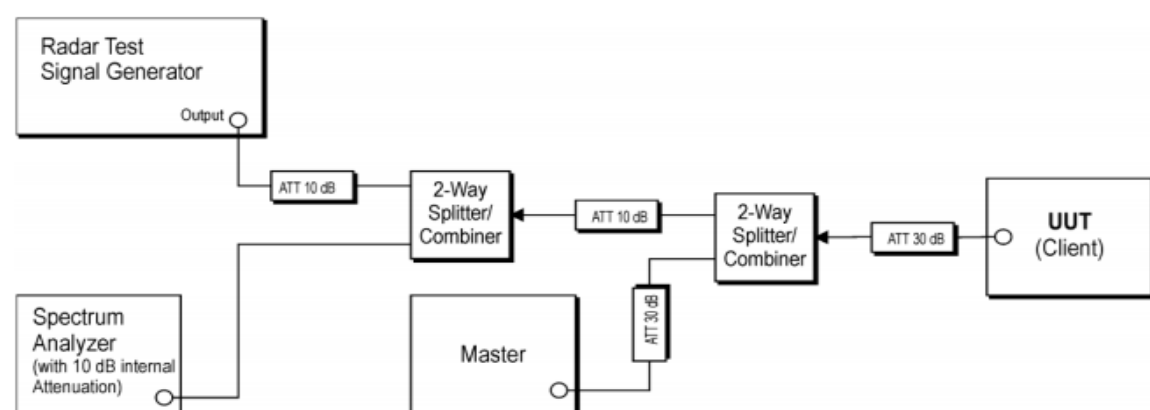 Radar Test
Signal Generator
Output
ATT 10 dB
2-Way
Splitter/
Combiner
ATT 10 dB
2-Way
Splitter/
Combiner
ATT 30 dB
UUT
(Client)
Spectrum
Analyzer
(with 10 dB internal
Attenuation)
Master
ATT 30 dB